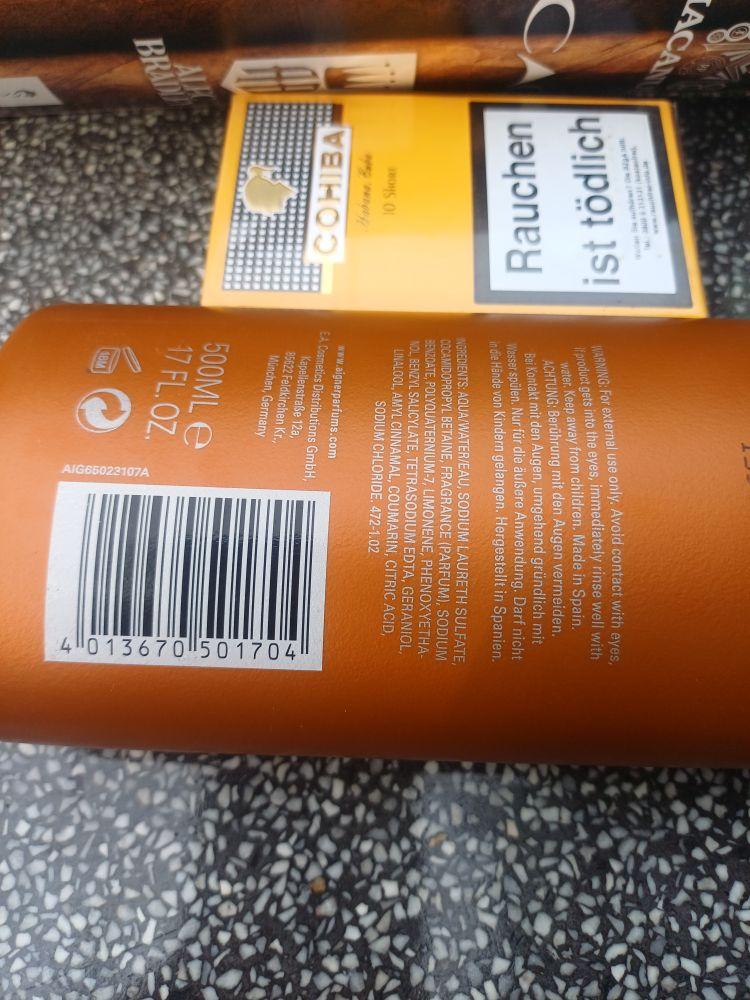 COHIBA
Habana, Cuba
10 SHORT
Rauchen
ist tödlich
WARNING: For external use only. Avoid contact with eyes,
if product gets into the eyes, immediately rinse well with
water. Keep away from children. Made in Spain.
ACHTUNG: Berührung mit den Augen vermeiden.
Bei Kontakt mit den Augen, umgehend gründlich mit
Wasser spülen. Nur für die äußere Anwendung. Darf nicht
in die Hände von Kindern gelangen. Hergestellt in Spanien.
INGREDIENTS: AQUA/WATER/EAU, SODIUM LAURETH SULFATE,
COCAMIDOPROPYL BETAINE, FRAGRANCE (PARFUM), SODIUM
BENZOATE, POLYQUATERNIUM-7, LIMONENE, PHENOXYETHA-
NOL, BENZYL SALICYLATE, TETRASODIUM EDTA, GERANIOL,
LINALOOL, AMYL CINNAMAL, COUMARIN, CITRIC ACID,
SODIUM CHLORIDE. 472-1.02
www.aignerparfums.com
E.A. Cosmetics Distributions GmbH,
Kapellenstraße 12a,
85622 Feldkirchen Kr.,
München, Germany
500ML e
17 FL. OZ.
18M
AIG65023107A
4 013670 501704